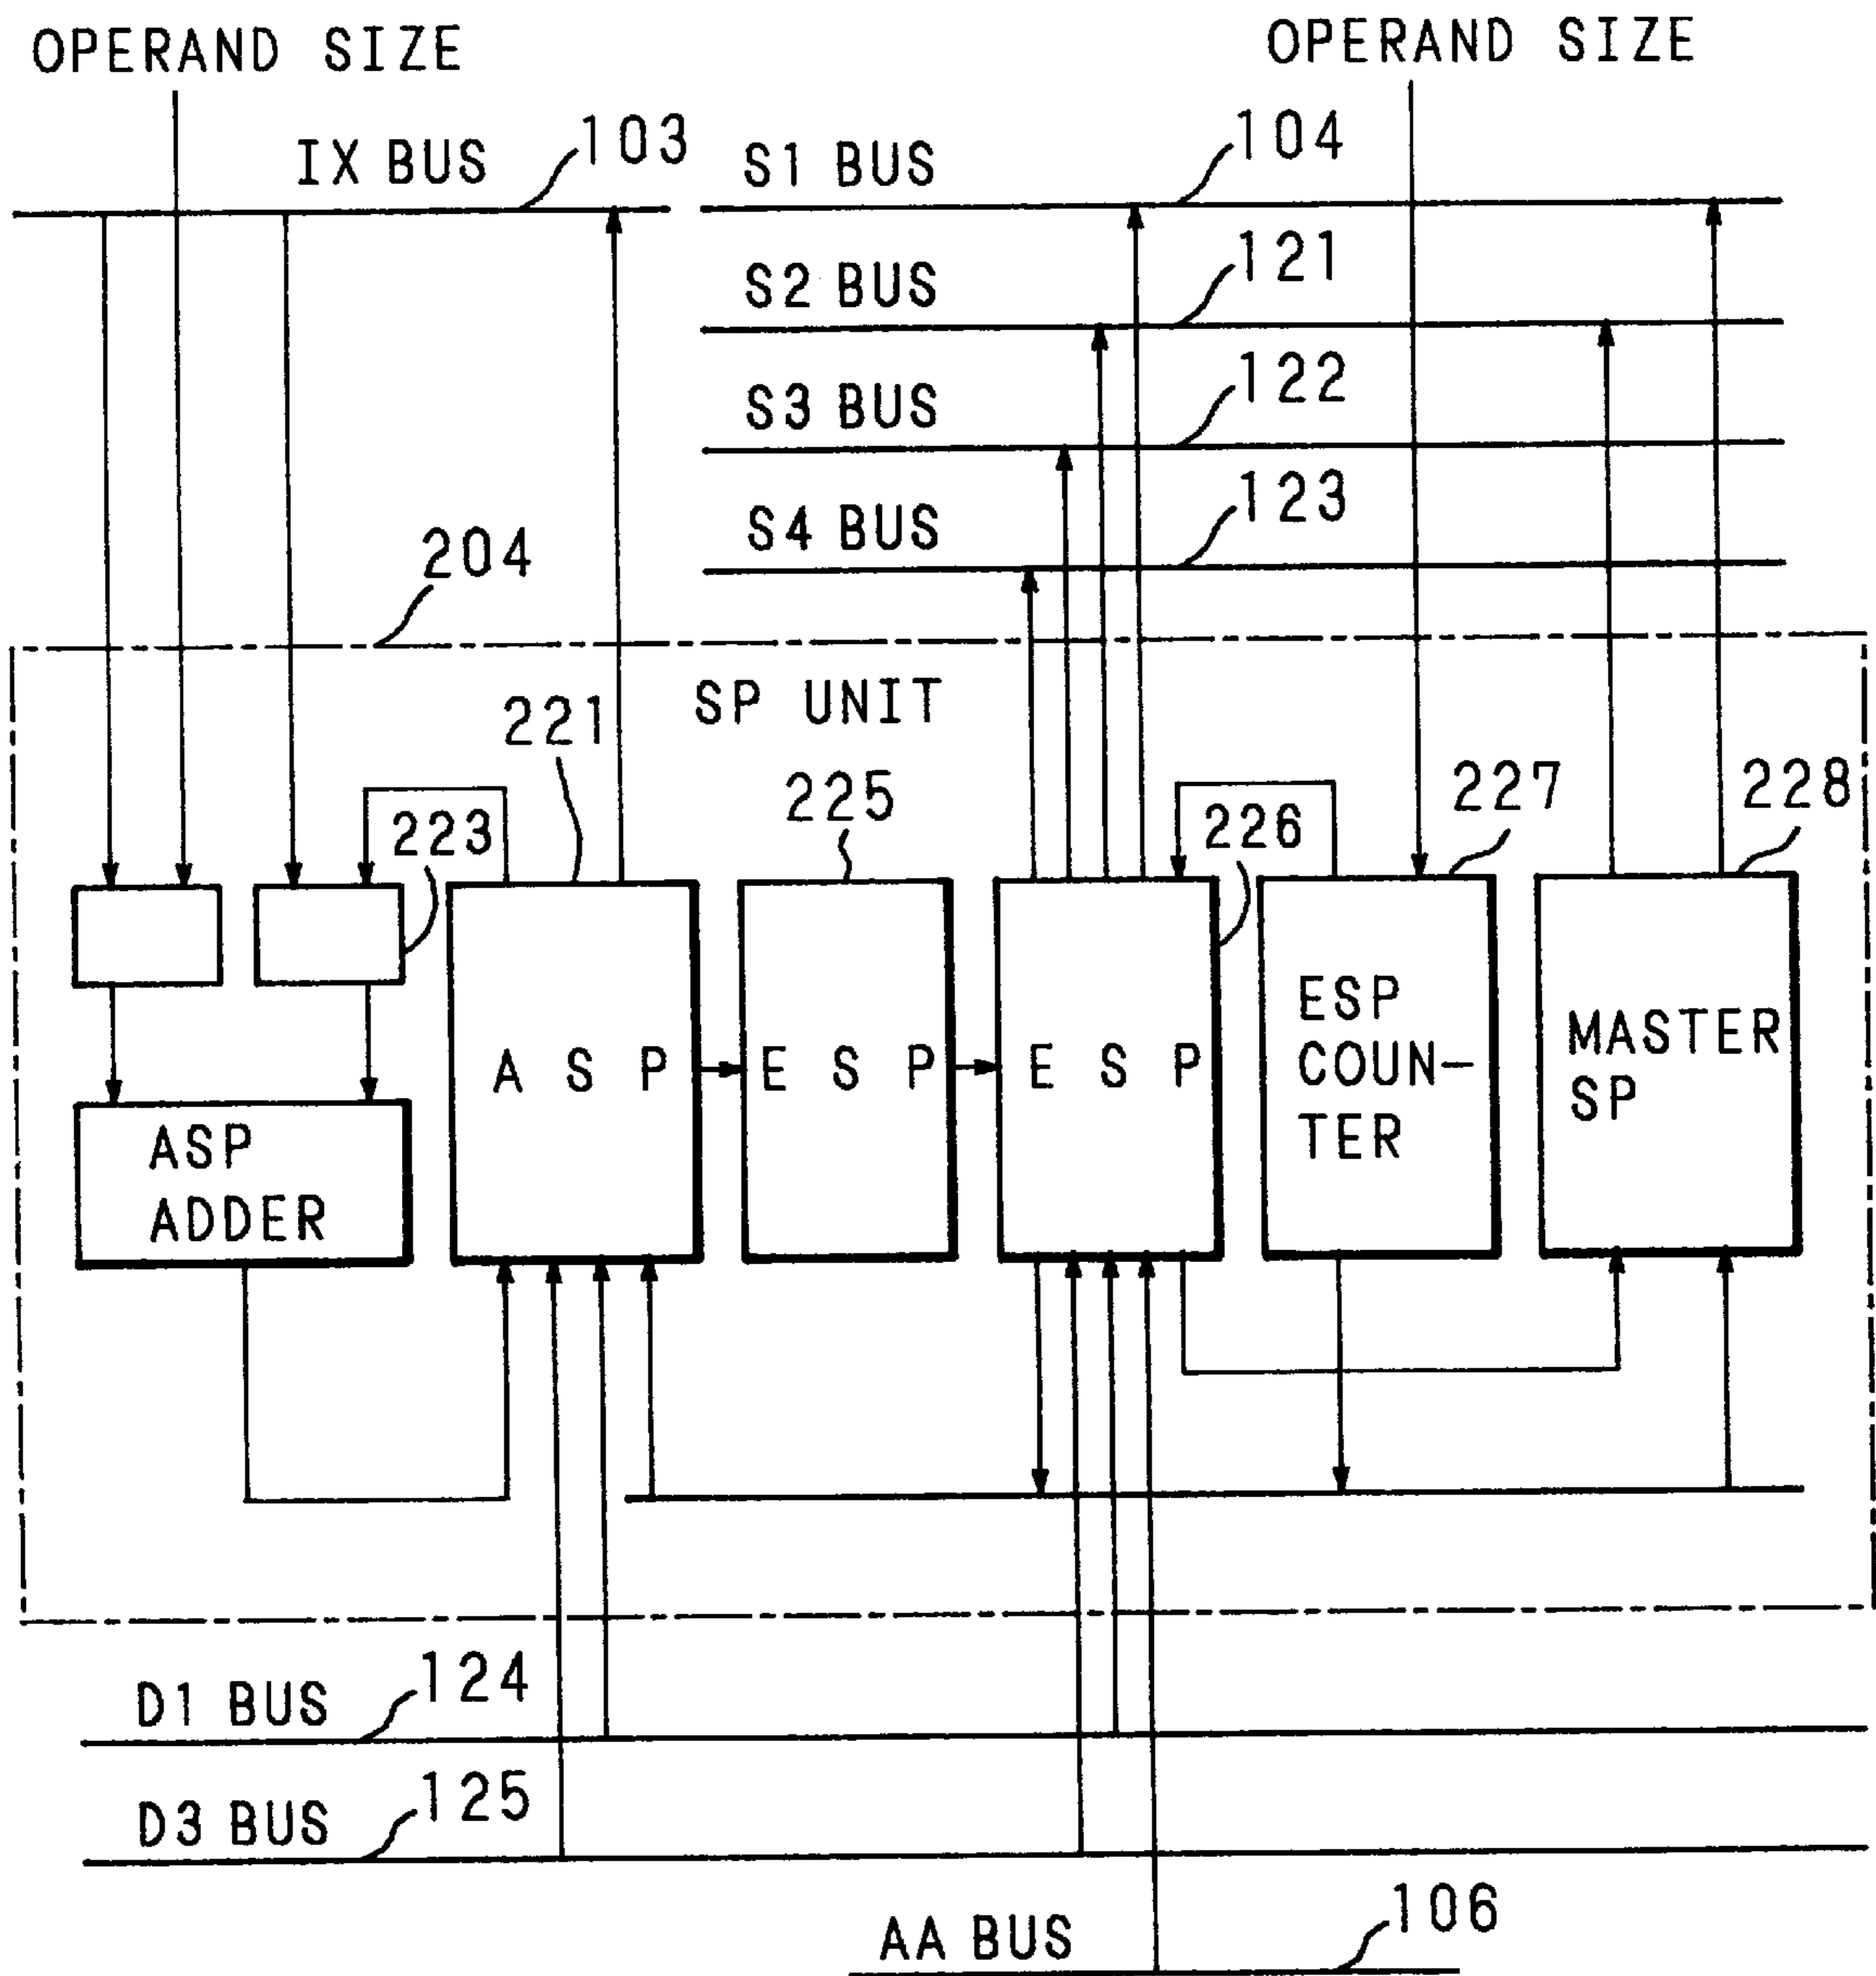 OPERAND SIZE
OPERAND SIZE
IX BUS
103
S1 BUS
104
S2 BUS
121
S3 BUS
122
S4 BUS
123
204
SP UNIT
221
225
223
226
227
228
A S P
E S P
E S P
ESP
COUN-
TER
MASTER
SP
ASP
ADDER
D1 BUS
124
D3 BUS
125
AA BUS
106